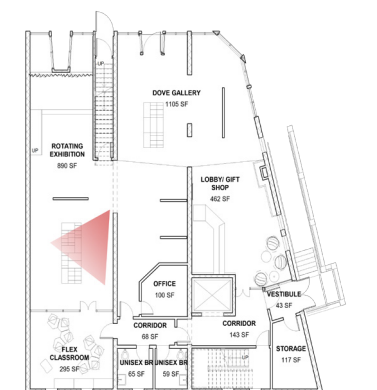 UP
DOVE GALLERY
1105 SF
ROTATING
EXHIBITION
890 SF
UP
LOBBY/ GIFT
SHOP
462 SF
OFFICE
100 SF
VESTIBULE
43 SF
CORRIDOR
68 SF
CORRIDOR
143 SF
FLEX
CLASSROOM
295 SF
UNISEX BR
65 SF
UNISEX BR
59 SF
UP
STORAGE
117 SF